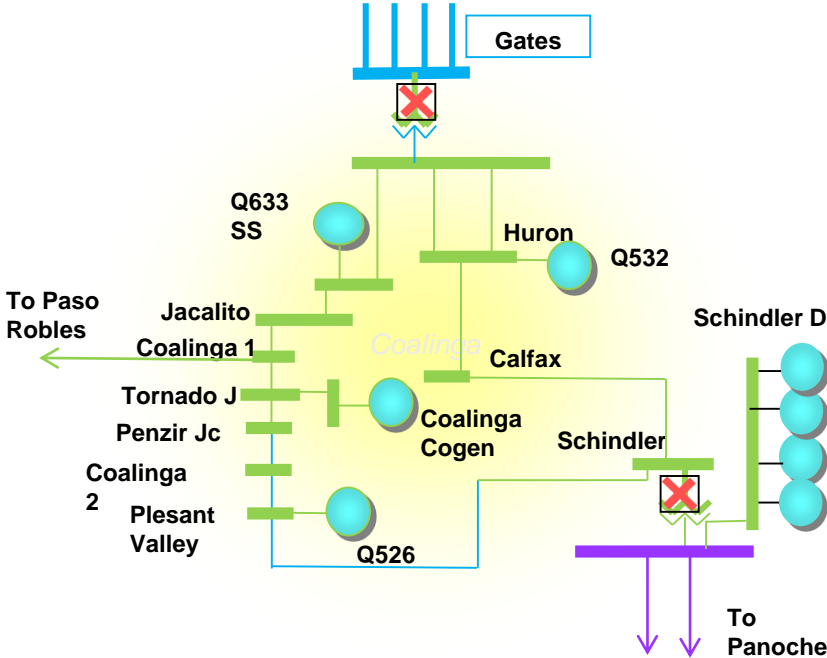 Gates
Q633
SS
Huron
Q532
To Paso
Robles
Jacalito
Schindler D
Coalinga 1
Coalinga
Calfax
Tornado J
Coalinga
Cogen
Penzir Jc
Schindler
Coalinga
2
Plesant
Valley
Q526
To
Panoche